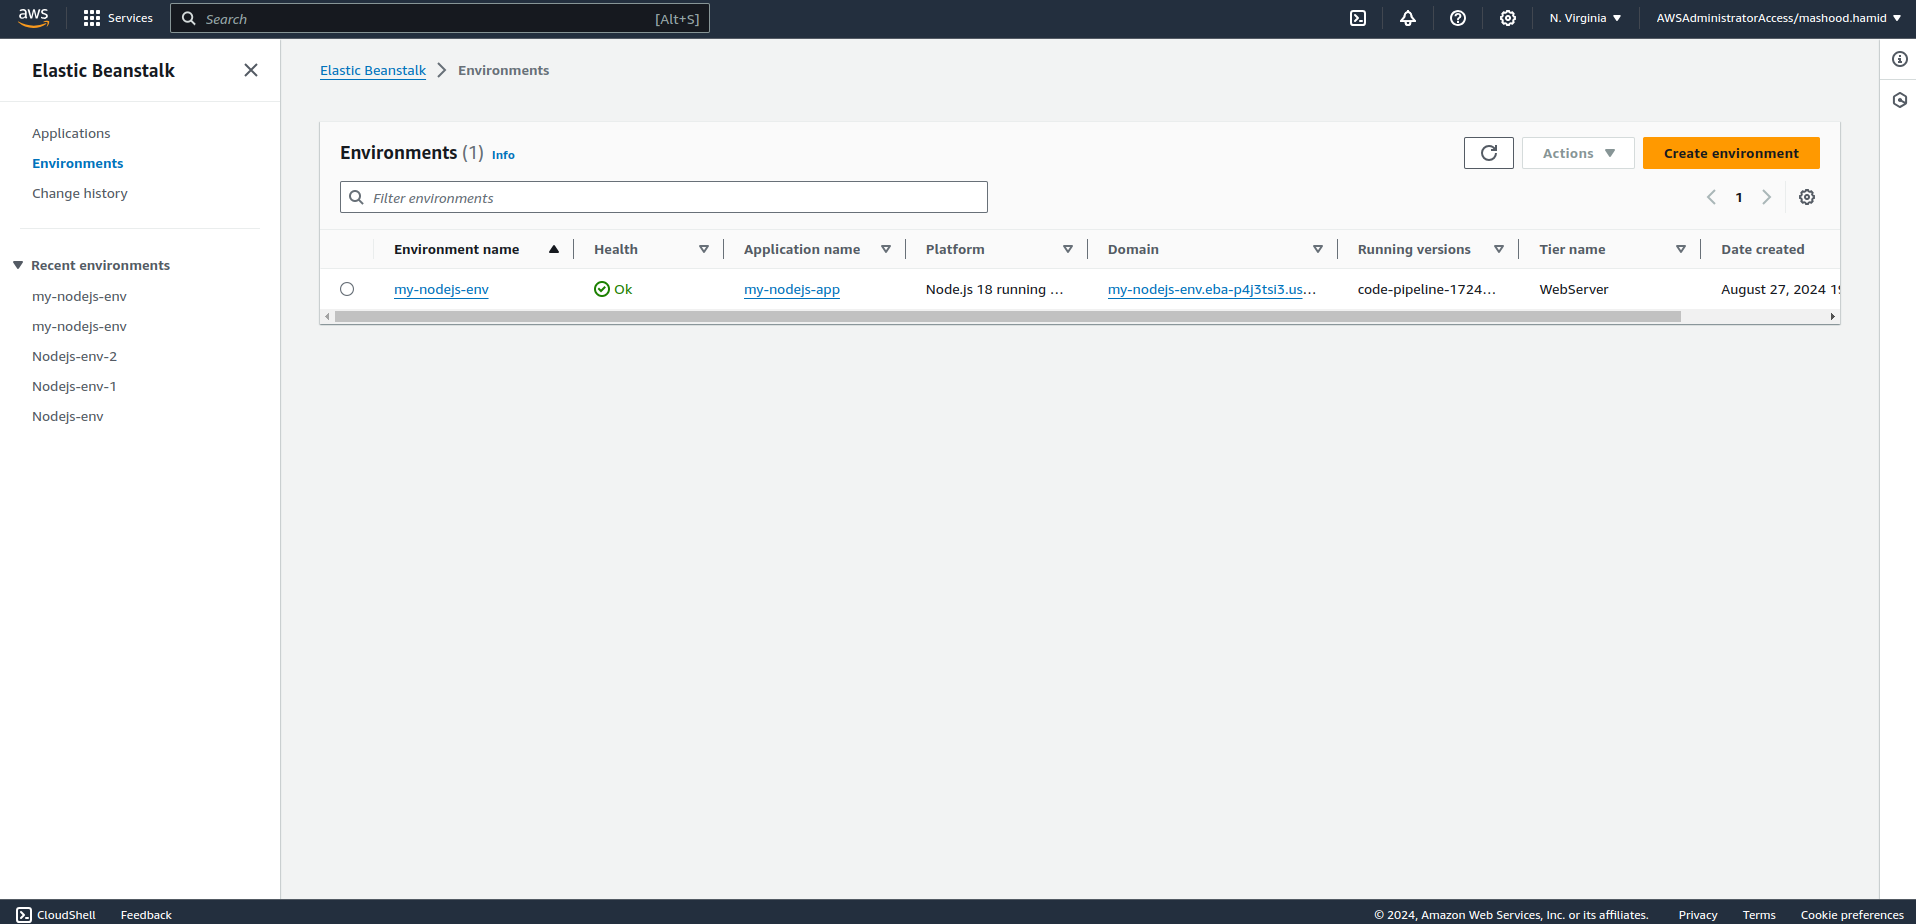 aws Services Search [Alt+S] N. Virginia AWSAdministratorAccess/mashood.hamid
Elastic Beanstalk
Applications
Environments
Change history
Recent environments
my-nodejs-env
my-nodejs-env
Nodejs-env-2
Nodejs-env-1
Nodejs-env
Elastic Beanstalk Environments
Environments (1) Info Actions Create environment
Filter environments 1
Environment name Health Application name Platform Domain Running versions Tier name Date created
my-nodejs-env Ok my-nodejs-app Node.js 18 running ... my-nodejs-env.eba-p4j3tsi3.us... code-pipeline-1724... WebServer August 27, 2024 19
CloudShell Feedback © 2024, Amazon Web Services, Inc. or its affiliates. Privacy Terms Cookie preferences